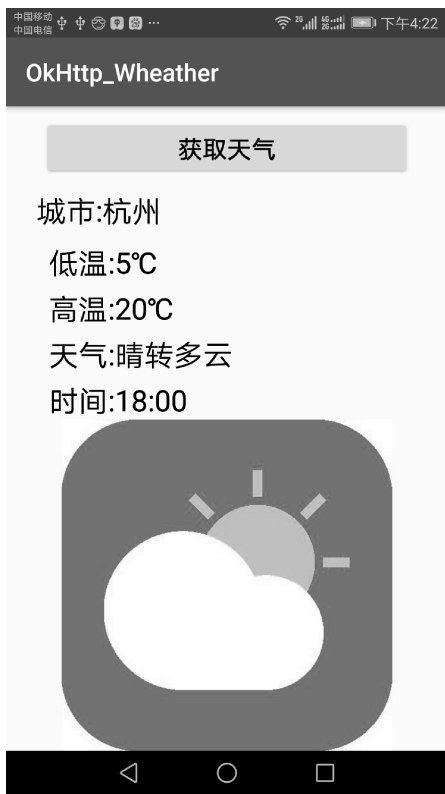 中国移动
中国电信
下午4:22
OkHttp_Wheather
获取天气
城市:杭州
低温:5℃
高温:20℃
天气:晴转多云
时间:18:00